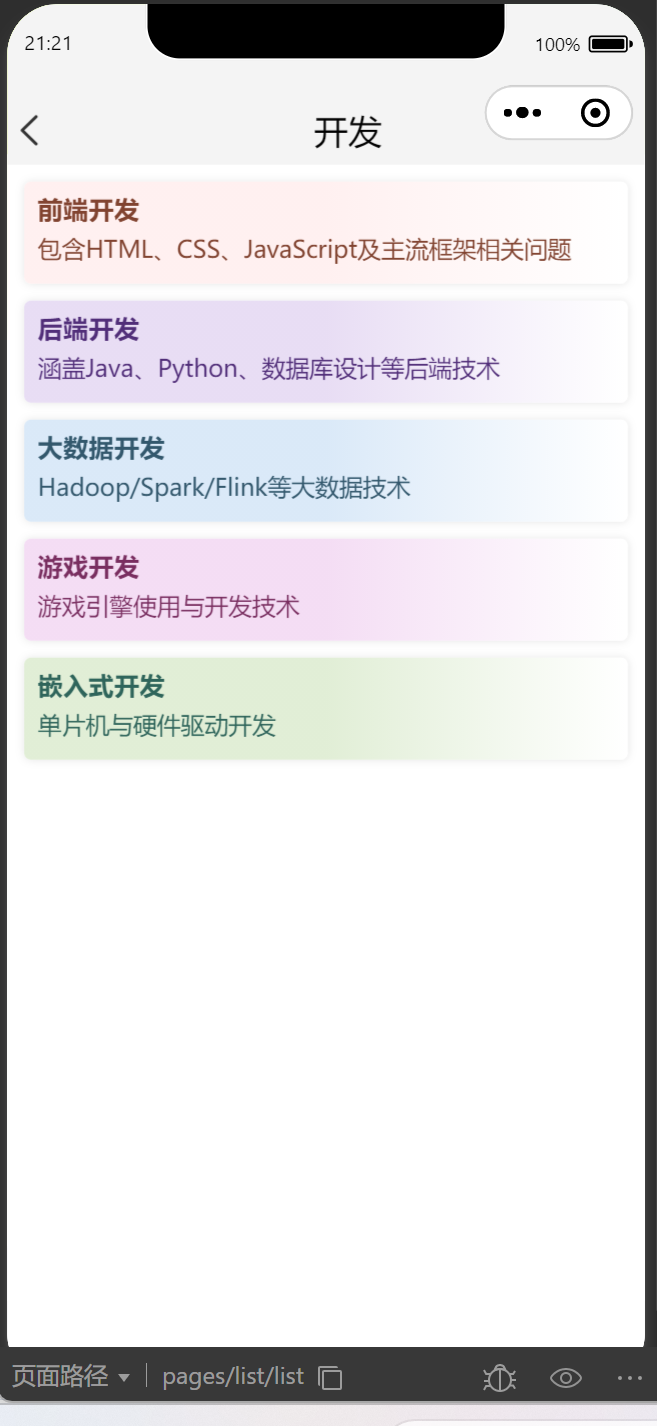 21:21
100%
开发
前端开发
包含HTML、CSS、JavaScript及主流框架相关问题
后端开发
涵盖Java、Python、数据库设计等后端技术
大数据开发
Hadoop/Spark/Flink等大数据技术
游戏开发
游戏引擎使用与开发技术
嵌入式开发
单片机与硬件驱动开发
页面路径 pages/list/list